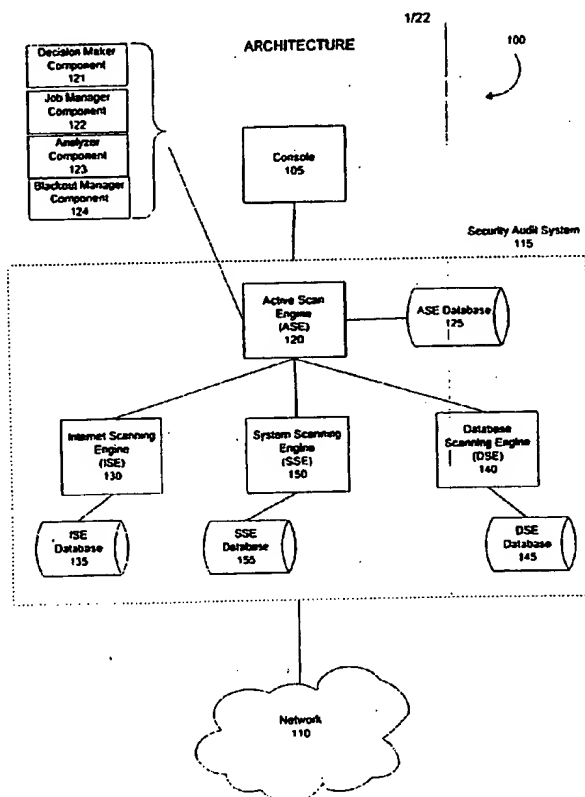 1/22
ARCHITECTURE
100
Decision Maker
Component
121
Job Manager
Component
122
Analyzer
Component
123
Blackout Manager
Component
124
Console
105
Security Audit System
115
Active Scan
Engine
(ASE)
120
ASE Database
125
Internet Scanning
Engine
(ISE)
130
System Scanning
Engine
(SSE)
150
Database
Scanning Engine
(DSE)
140
ISE
Database
135
SSE
Database
155
DSE
Database
145
Network
110